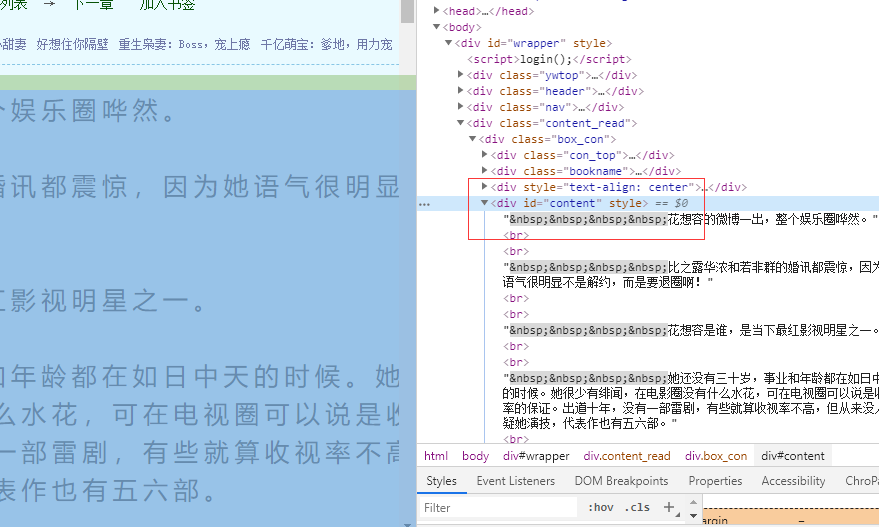 列表 → 下一章 加入书签
甜妻 好想住你隔壁 重生枭妻: Boss, 宠上瘾 千亿萌宝: 爹地, 用力宠
娱乐圈哗然。
婚讯都震惊，因为她语气很明显
影视明星之一。
和年龄都在如日中天的时候。她
么水花，可在电视圈可以说是收
一部雷剧，有些就算收视率不高
表作也有五六部。
▶<head>…</head>
▼<body>
▼<div id="wrapper" style>
<script>login();</script>
▶<div class="ywtop">…</div>
▶<div class="header">…</div>
▶<div class="nav">…</div>
▼<div class="content_read">
▼<div class="box_con">
▶<div class="con_top">…</div>
▶<div class="bookname">…</div>
▶<div style="text-align: center">…</div>
… ▼<div id="content" style> == $0
"&nbsp;&nbsp;&nbsp;&nbsp;花想容的微博一出，整个娱乐圈哗然。"
<br>
<br>
"&nbsp;&nbsp;&nbsp;&nbsp;比之露华浓和若非群的婚讯都震惊，因为
语气很明显不是解约，而是要退圈啊！"
<br>
<br>
"&nbsp;&nbsp;&nbsp;&nbsp;花想容是谁，是当下最红影视明星之一。
<br>
<br>
"&nbsp;&nbsp;&nbsp;&nbsp;她还没有三十岁，事业和年龄都在如日中
的时候。她很少有绯闻，在电影圈没有什么水花，可在电视圈可以说是收
率的保证。出道十年，没有一部雷剧，有些就算收视率不高，但从来没人
疑她演技，代表作也有五六部。"
<br>
html body div#wrapper div.content_read div.box_con div#content
Styles Event Listeners DOM Breakpoints Properties Accessibility ChroPa
Filter :hov .cls +
margin –